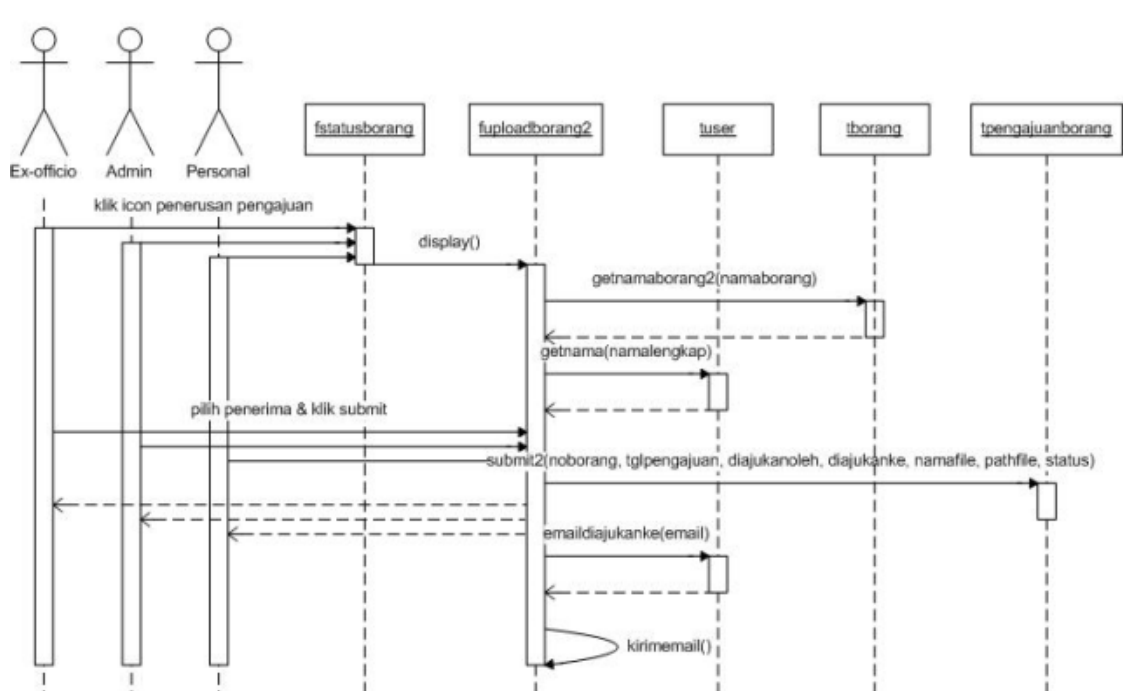 fstatusborang
fuploadborang2
tuser
tborang
tpengajuanborang
Ex-officio
Admin
Personal
klik icon penerusan pengajuan
display()
getnamaborang2(namaborang)
getnama(namalengkap)
pilih penerima & klik submit
submit2(noborang, tglpengajuan, diajukanoleh, diajukanke, namafile, pathfile, status)
emaildiajukanke(email)
kirimemail()